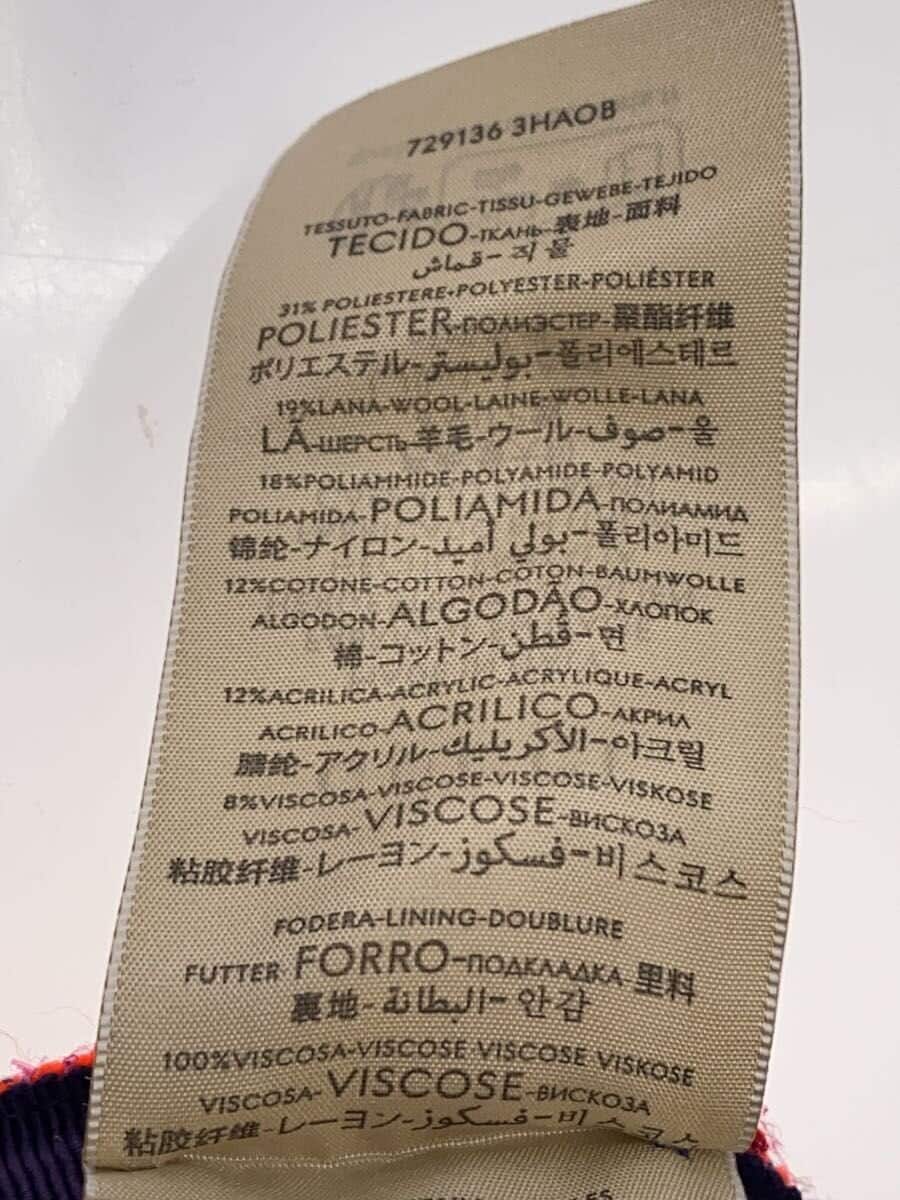 729136 3HAOB
TESSUTO-FABRIC-TISSU-GEWEBE-TEJIDO
TECIDO-ТКАНЬ-裏地-面料
قماش-직물
31% POLIESTERE-POLYESTER-POLIÉSTER
POLIESTER-ПОЛИЭСТЕР-聚酯纤维
ポリエステル-بوليستر-폴리에스테르
19%LANA-WOOL-LAINE-WOLLE-LANA
LÃ-ШЕРСТЬ-羊毛-ウール-صوف-울
18%POLIAMMIDE-POLYAMIDE-POLYAMID
POLIAMIDA-POLIAMIDA-ПОЛИАМИД
锦纶-ナイロン-بولي أميد-폴리아미드
12%COTONE-COTTON-COTON-BAUMWOLLE
ALGODON-ALGODÃO-ХЛОПОК
棉-コットン-قطن-면
12%ACRILICA-ACRYLIC-ACRYLIQUE-ACRYL
ACRILICO-ACRILICO-АКРИЛ
腈纶-アクリル-الأكريليك-아크릴
8%VISCOSA-VISCOSE-VISCOSE-VISKOSE
VISCOSA-VISCOSE-ВИСКОЗА
粘胶纤维-レーヨン-فسكوز-비스코스
FODERA-LINING-DOUBLURE
FUTTER FORRO-ПОДКЛАДКА 里料
裏地-البطانة-안감
100%VISCOSA-VISCOSE VISCOSE VISKOSE
VISCOSA-VISCOSE-ВИСКОЗА
粘胶纤维-レーヨン-فسكوز-비스코스